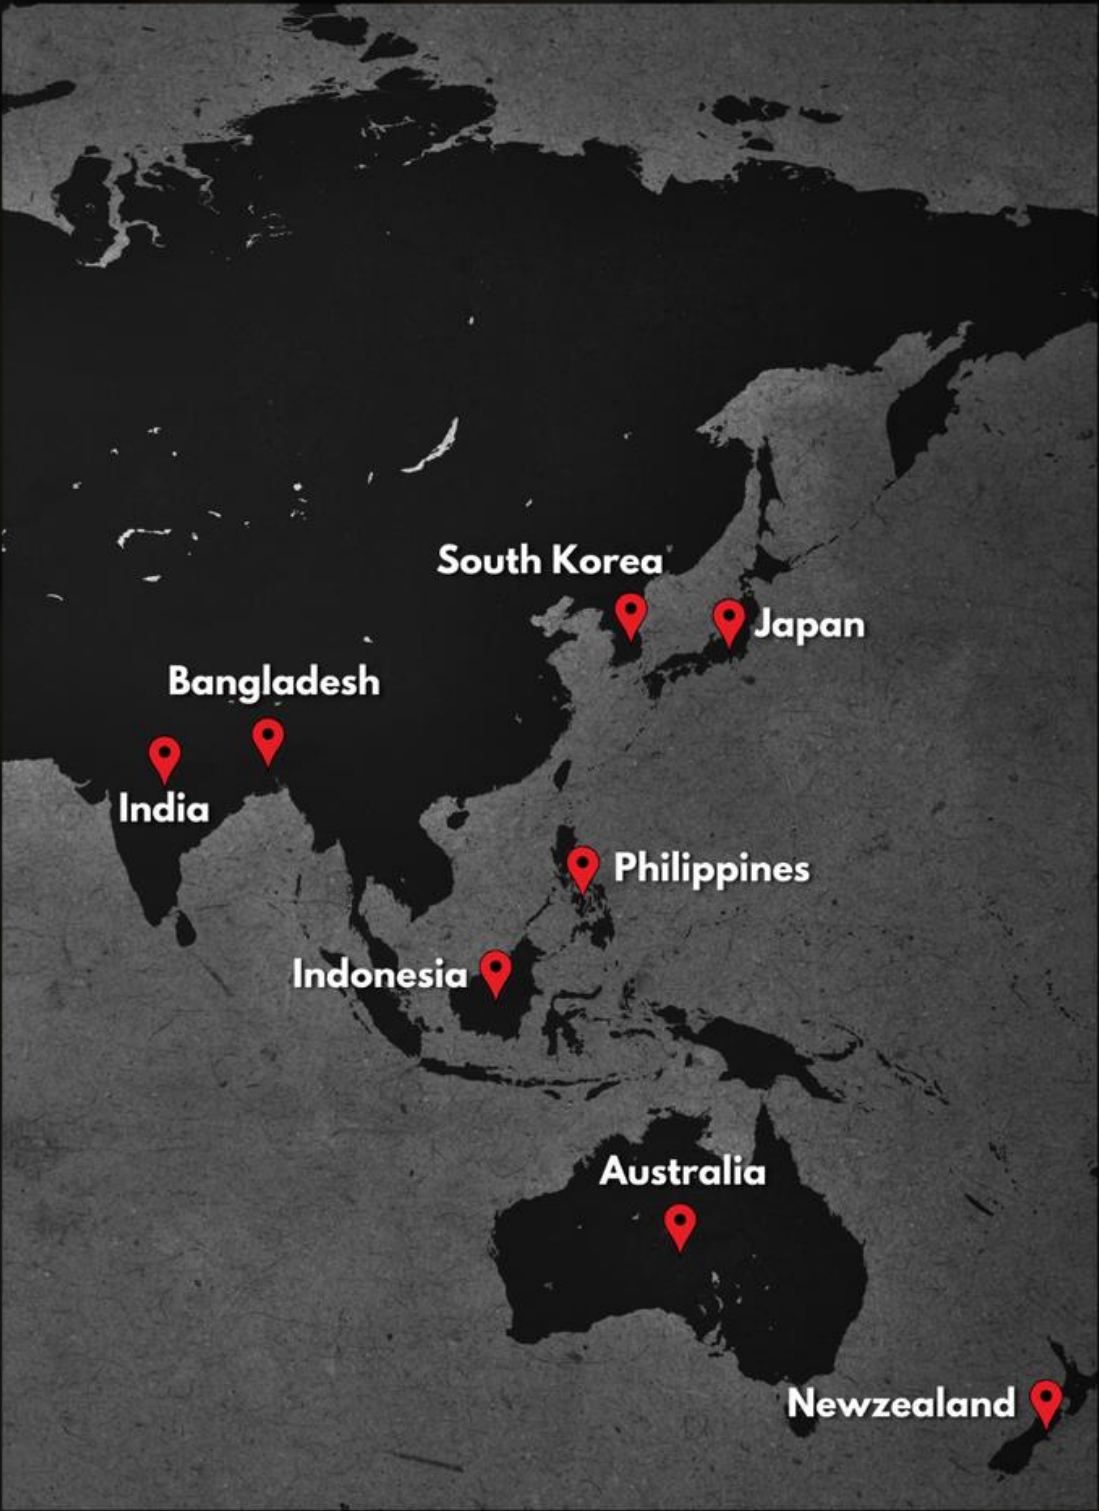 South Korea
Japan
Bangladesh
India
Philippines
Indonesia
Australia
Newzealand